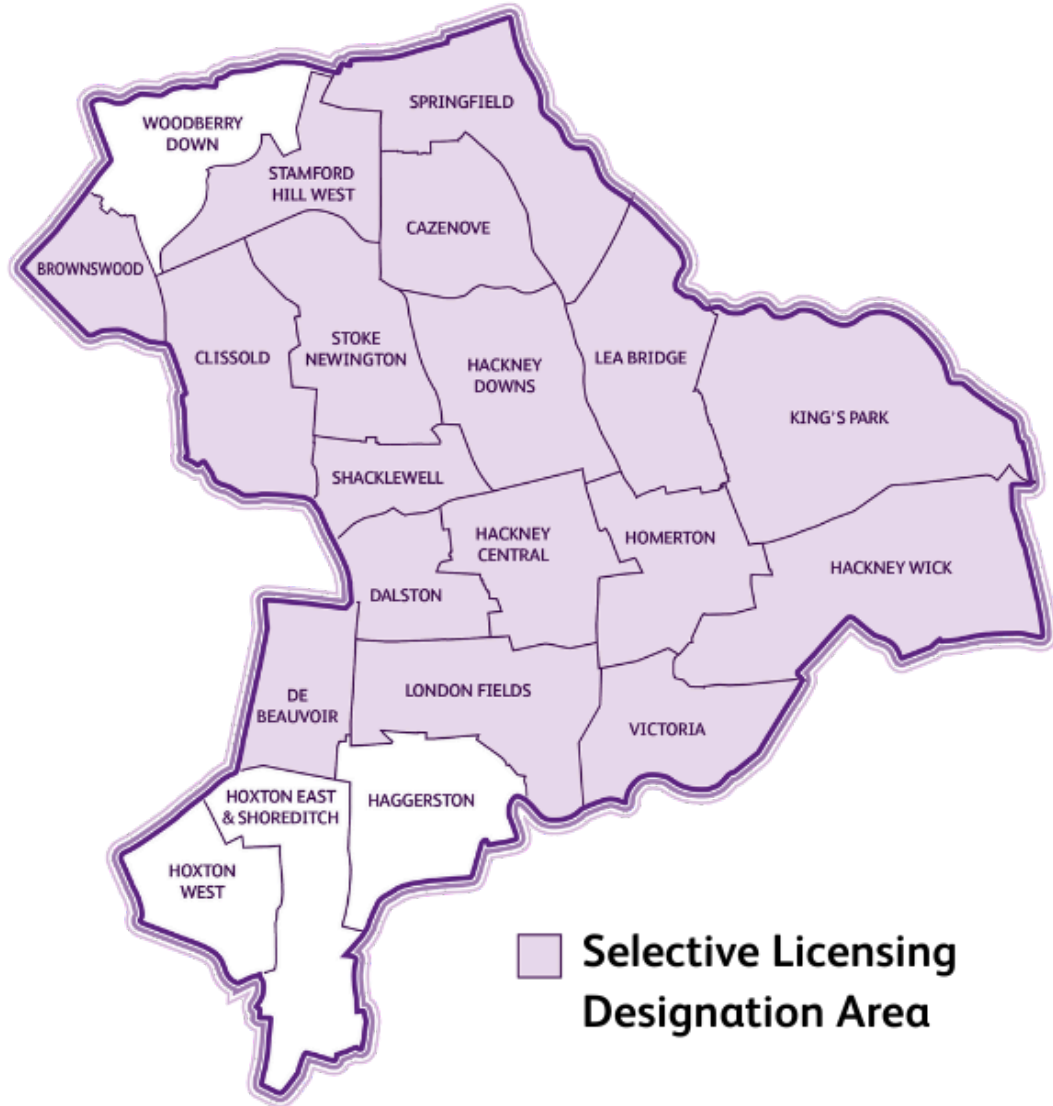 SPRINGFIELD
WOODBERRY
DOWN
STAMFORD
HILL WEST
CAZENOVE
BROWNSWOOD
CLISSOLD
STOKE
NEWINGTON
HACKNEY
DOWNS
LEA BRIDGE
KING'S PARK
SHACKLEWELL
HACKNEY
CENTRAL
HOMERTON
HACKNEY WICK
DALSTON
DE
BEAUVOIR
LONDON FIELDS
VICTORIA
HOXTON EAST
& SHOREDITCH
HAGGERSTON
HOXTON
WEST
Selective Licensing
Designation Area